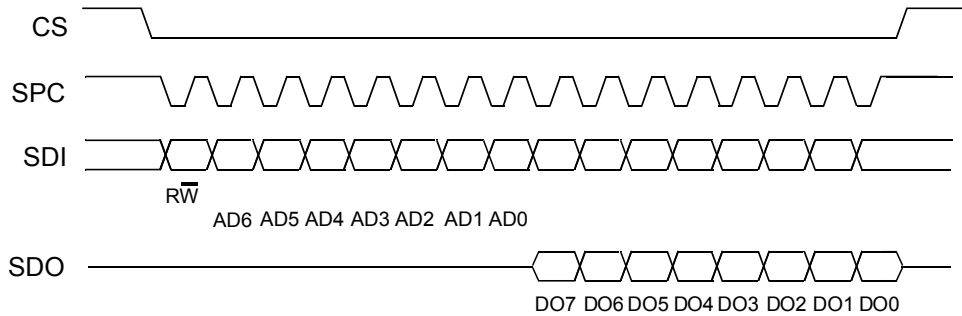 CS
SPC
SDI
RW̅
AD6 AD5 AD4 AD3 AD2 AD1 AD0
SDO
DO7 DO6 DO5 DO4 DO3 DO2 DO1 DO0